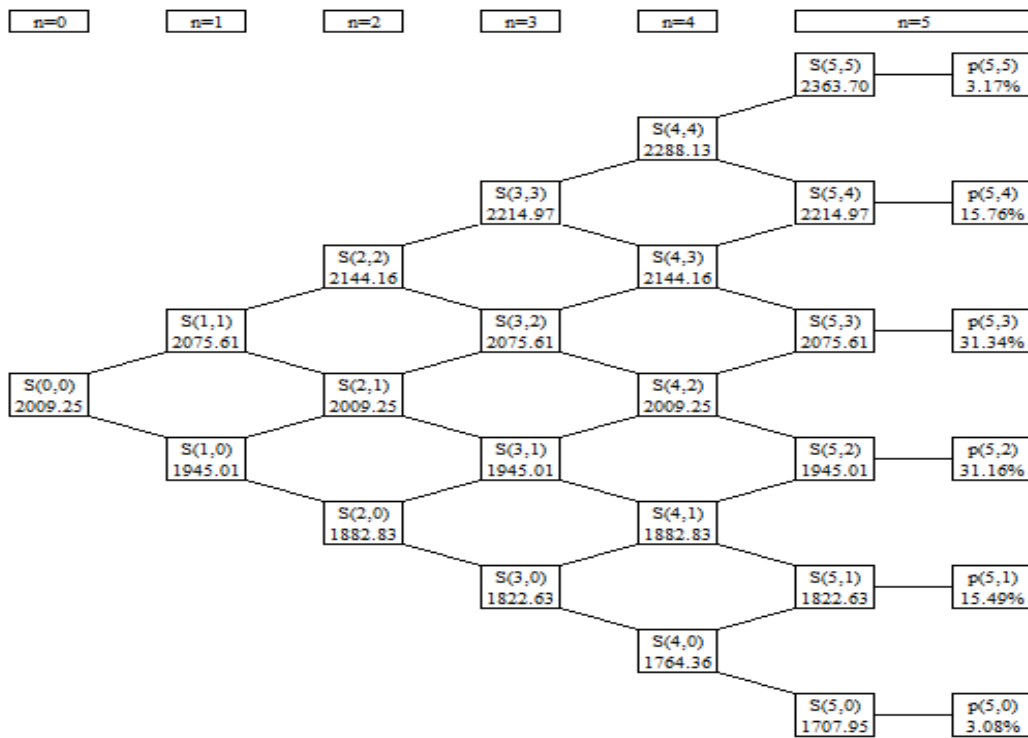 n=0
n=1
n=2
n=3
n=4
n=5
S(5,5)
2363.70
p(5,5)
3.17%
S(4,4)
2288.13
S(3,3)
2214.97
S(5,4)
2214.97
p(5,4)
15.76%
S(2,2)
2144.16
S(4,3)
2144.16
S(1,1)
2075.61
S(3,2)
2075.61
S(5,3)
2075.61
p(5,3)
31.34%
S(0,0)
2009.25
S(2,1)
2009.25
S(4,2)
2009.25
S(1,0)
1945.01
S(3,1)
1945.01
S(5,2)
1945.01
p(5,2)
31.16%
S(2,0)
1882.83
S(4,1)
1882.83
S(3,0)
1822.63
S(5,1)
1822.63
p(5,1)
15.49%
S(4,0)
1764.36
S(5,0)
1707.95
p(5,0)
3.08%